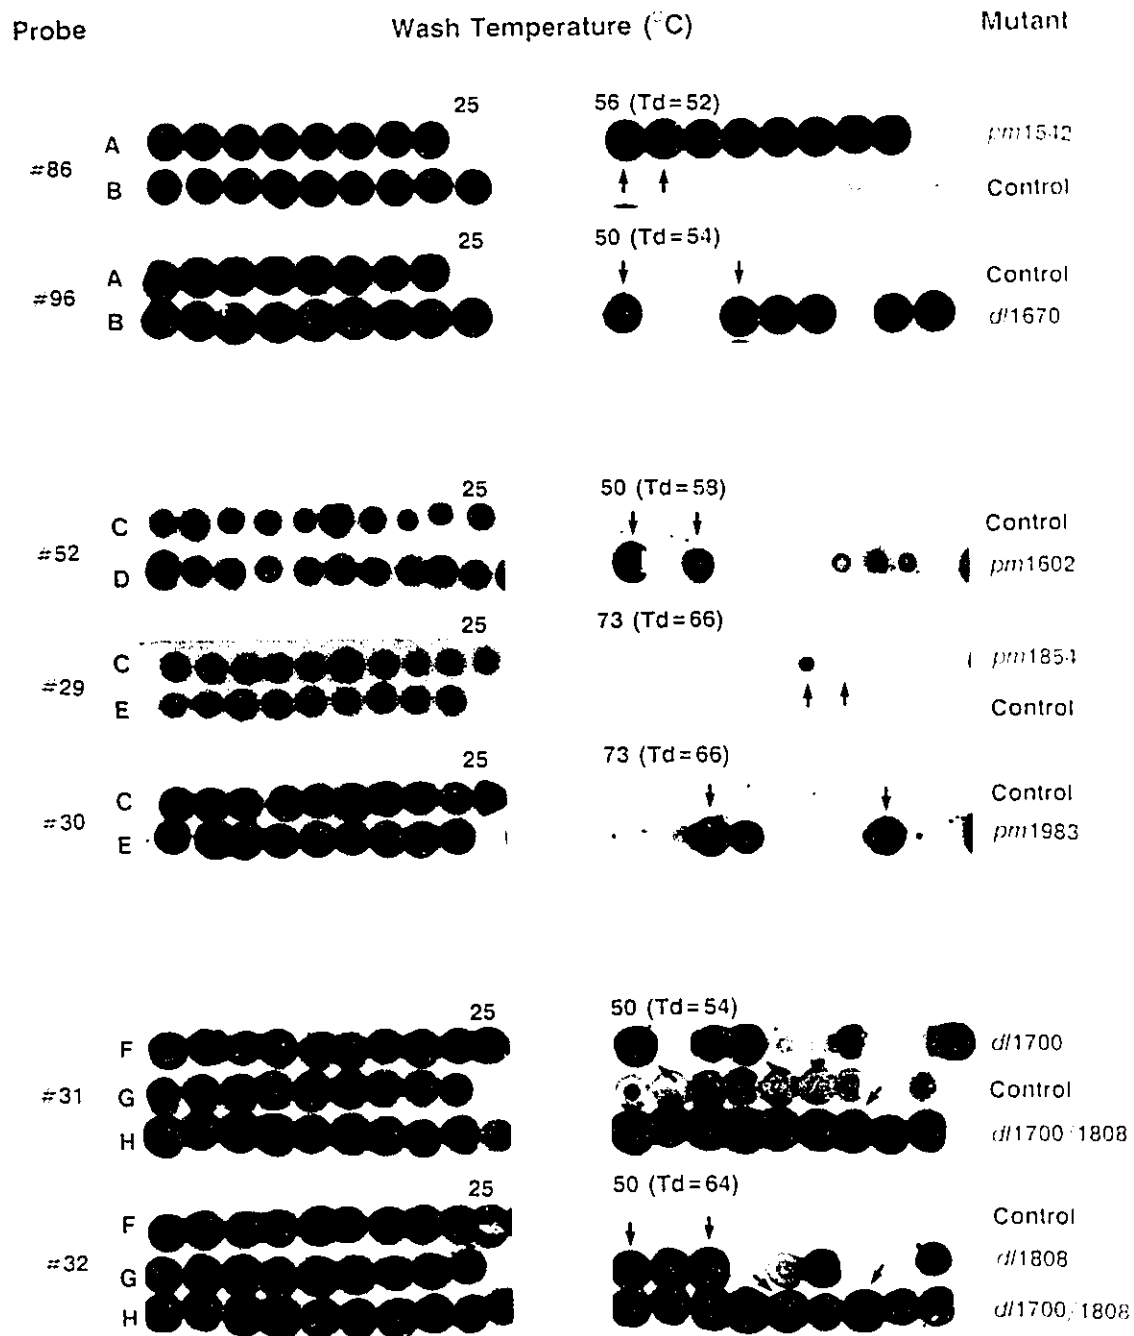 Probe Wash Temperature (°C) Mutant
25 56 (Td=52)
A pm1542
#86
B Control
25 50 (Td=54)
A Control
#96
B dl1670
25 50 (Td=58)
C Control
#52
D pm1602
25 73 (Td=66)
C pm1854
#29
E Control
25 73 (Td=66)
C Control
#30
E pm1983
25 50 (Td=54)
F dl1700
#31 G Control
H dl1700/1808
25 50 (Td=64)
F Control
#32 G dl1808
H dl1700/1808